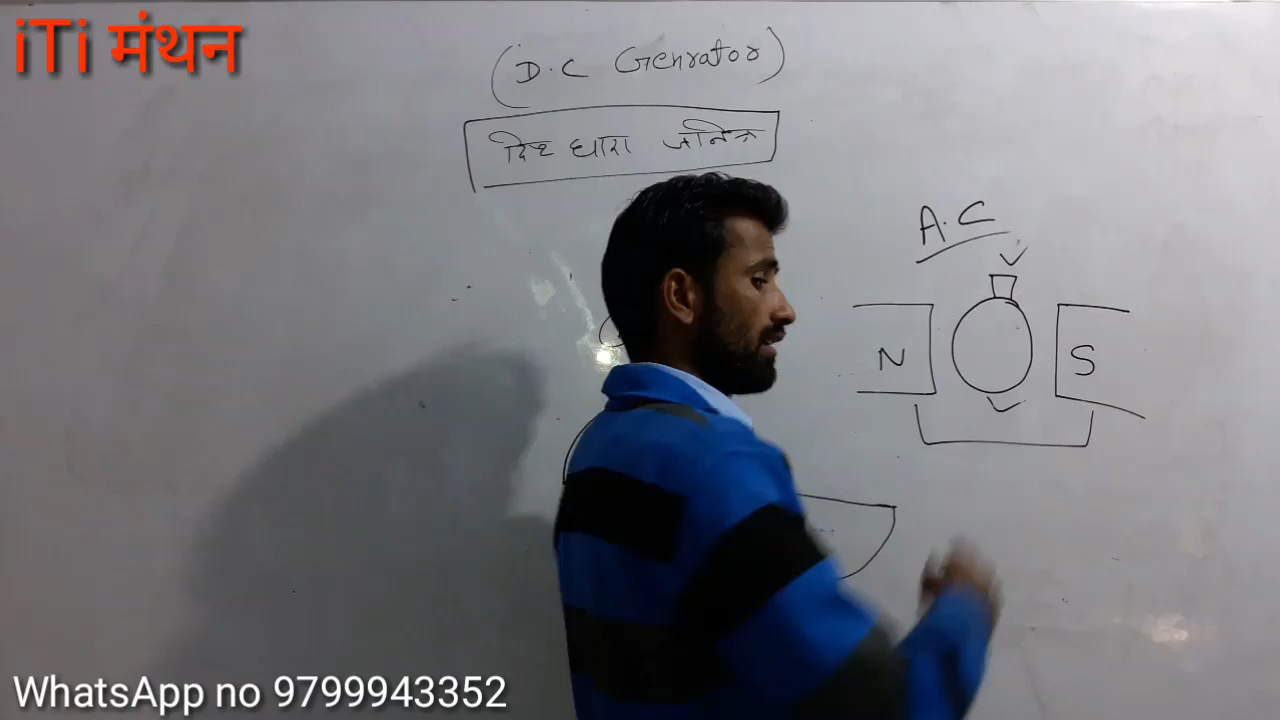 iTi मंथन
(D.C Genrator)
दिष्ट धारा जनित्र
A.C
N
S
WhatsApp no 9799943352